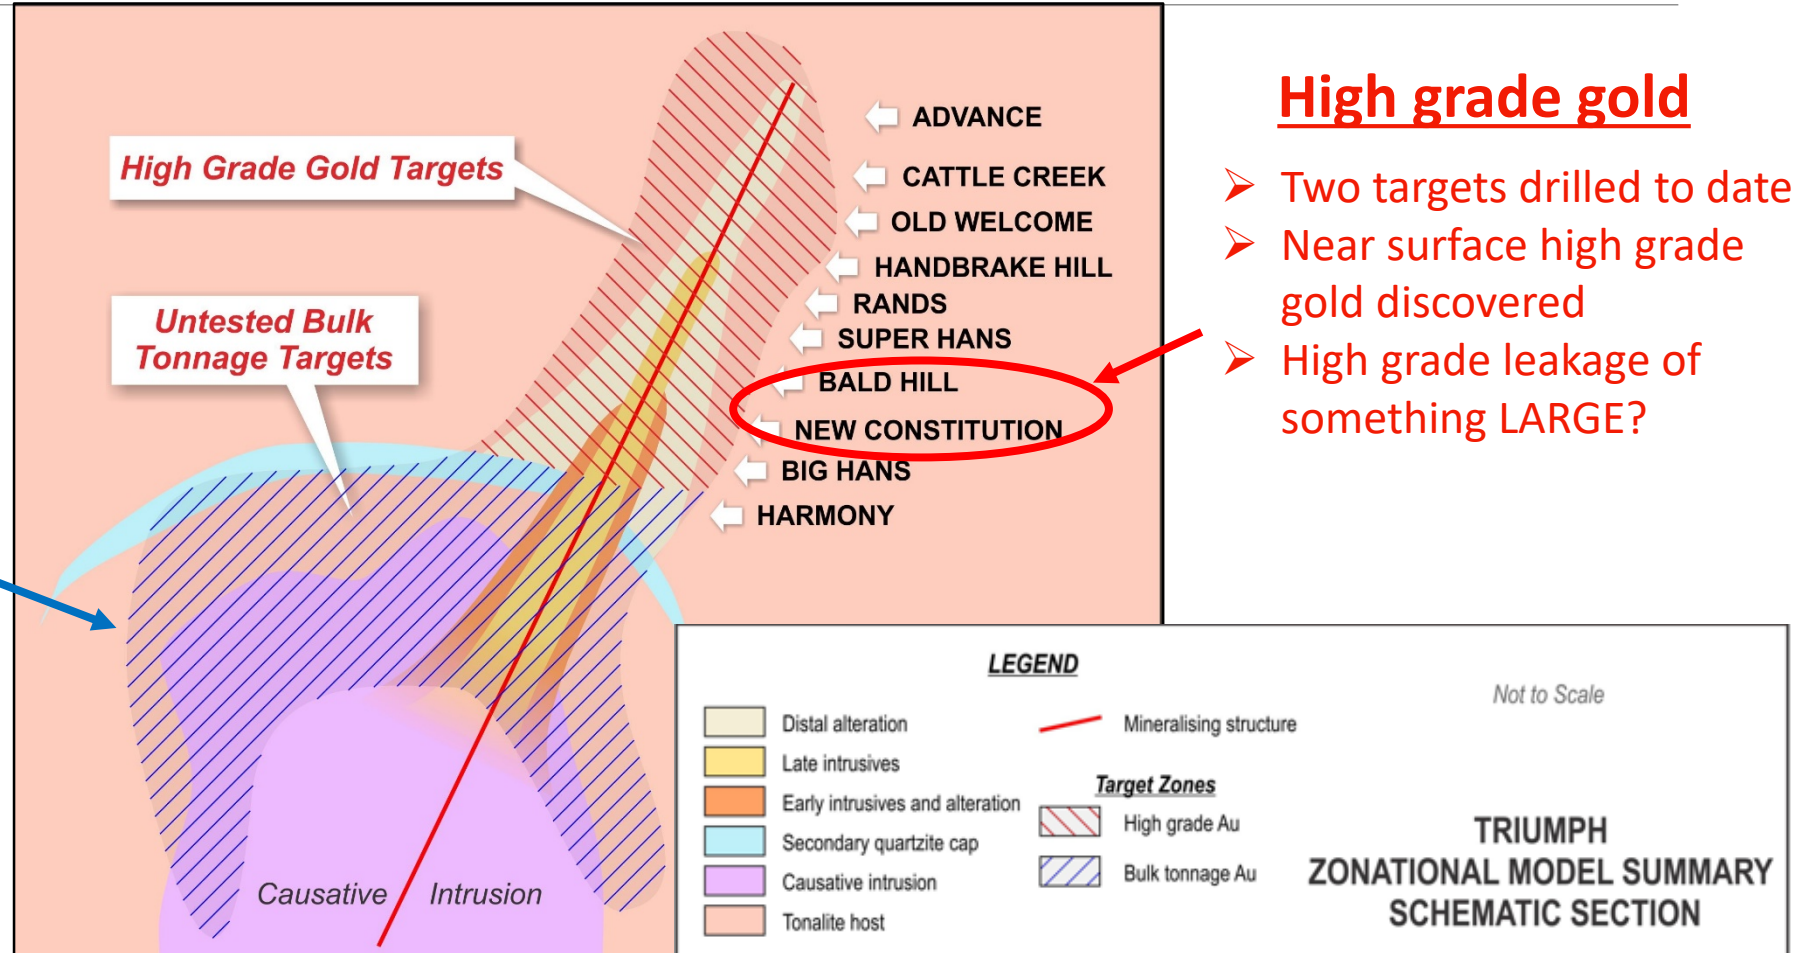 High Grade Gold Targets
Untested Bulk
Tonnage Targets
ADVANCE
CATTLE CREEK
OLD WELCOME
HANDBRAKE HILL
RANDS
SUPER HANS
BALD HILL
NEW CONSTITUTION
BIG HANS
HARMONY
Causative Intrusion
High grade gold
➢ Two targets drilled to date
➢ Near surface high grade
gold discovered
➢ High grade leakage of
something LARGE?
LEGEND
Distal alteration
Late intrusives
Early intrusives and alteration
Secondary quartzite cap
Causative intrusion
Tonalite host
Mineralising structure
Target Zones
High grade Au
Bulk tonnage Au
Not to Scale
TRIUMPH
ZONATIONAL MODEL SUMMARY
SCHEMATIC SECTION